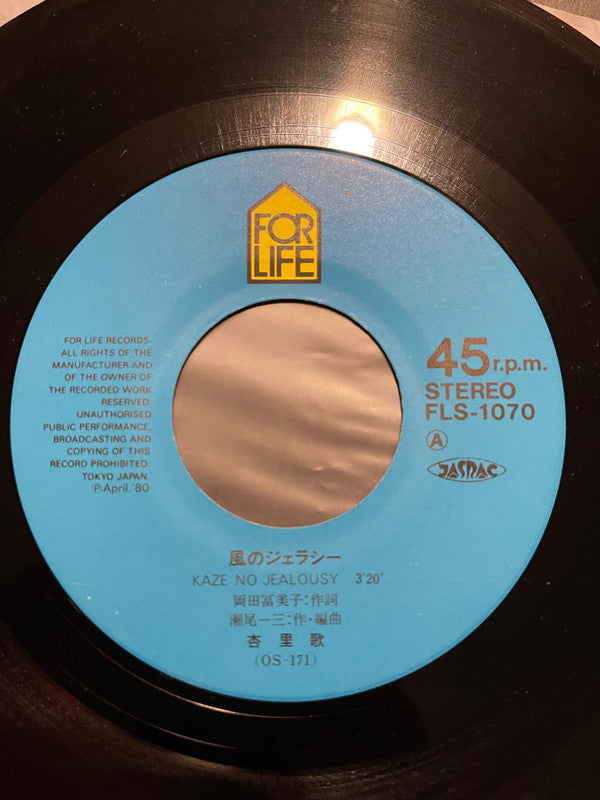 FOR
LIFE
FOR LIFE RECORDS-
ALL RIGHTS OF THE
MANUFACTURER AND
OF THE OWNER OF
THE RECORDED WORK
RESERVED.
UNAUTHORISED
PUBLIC PERFORMANCE,
BROADCASTING AND
COPYING OF THIS
RECORD PROHIBITED.
TOKYO JAPAN.
ⓅApril.'80
45r.p.m.
STEREO
FLS-1070
Ⓐ
JASRAC
風のジェラシー
KAZE NO JEALOUSY 3'20"
岡田冨美子:作詞
瀬尾一三:作・編曲
杏里歌
(OS-171)